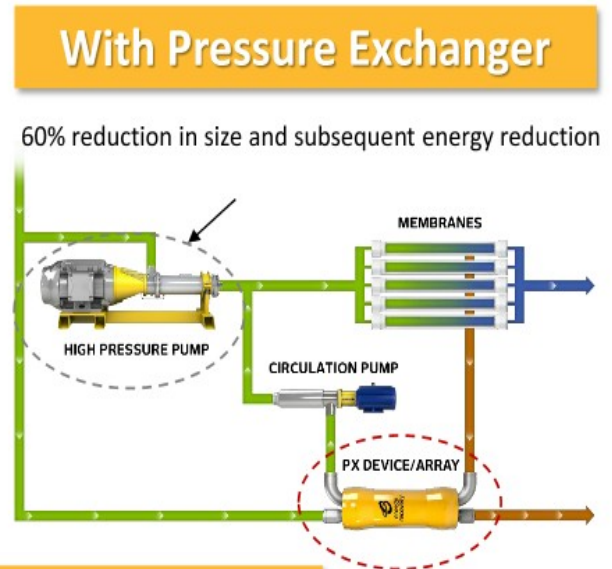 With Pressure Exchanger
60% reduction in size and subsequent energy reduction
MEMBRANES
HIGH PRESSURE PUMP
CIRCULATION PUMP
PX DEVICE/ARRAY